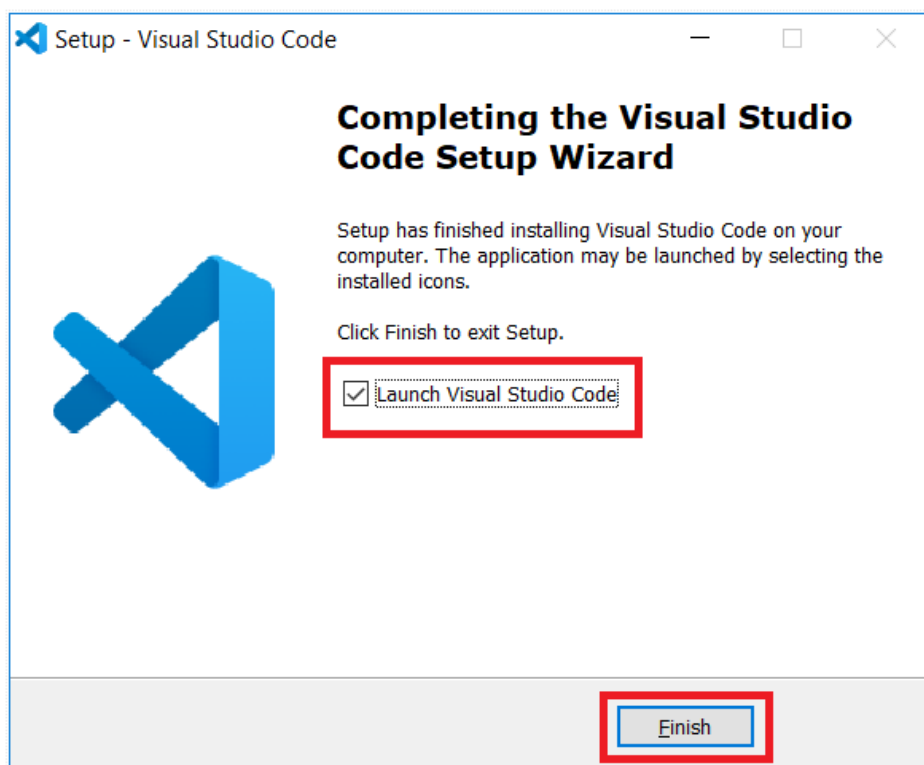 Setup - Visual Studio Code
Completing the Visual Studio
Code Setup Wizard
Setup has finished installing Visual Studio Code on your
computer. The application may be launched by selecting the
installed icons.
Click Finish to exit Setup.
Launch Visual Studio Code
Finish